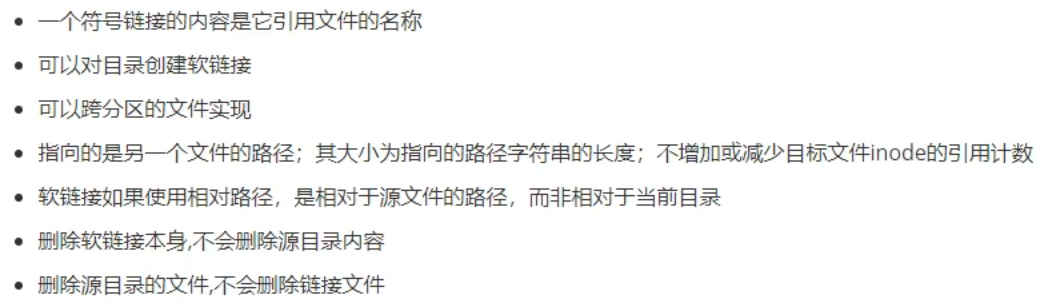 一个符号链接的内容是它引用文件的名称
可以对目录创建软链接
可以跨分区的文件实现
指向的是另一个文件的路径；其大小为指向的路径字符串的长度；不增加或减少目标文件inode的引用计数
软链接如果使用相对路径，是相对于源文件的路径，而非相对于当前目录
删除软链接本身,不会删除源目录内容
删除源目录的文件,不会删除链接文件